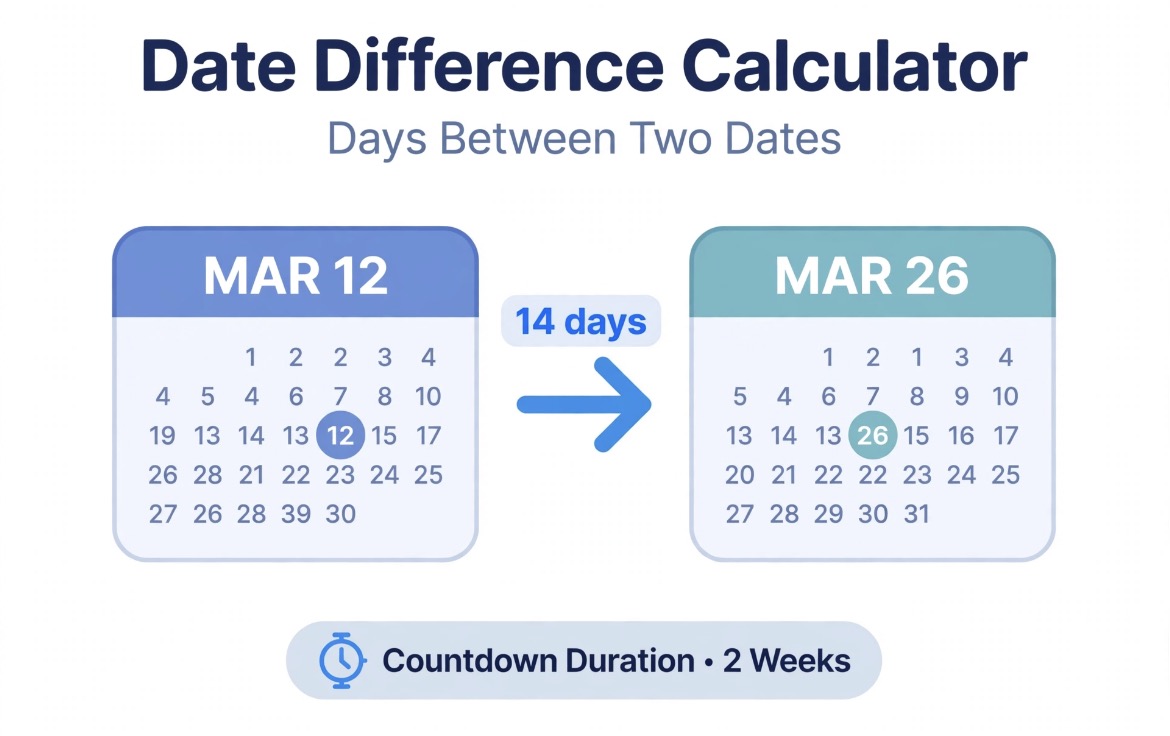 Date Difference Calculator
Days Between Two Dates
MAR 12
1 2 2 3 4
4 5 4 6 7 8 10
19 13 14 13 12 15 17
26 28 21 22 23 24 25
27 26 28 39 30
14 days
MAR 26
1 2 1 3 4
5 4 6 7 8 9 10
13 14 13 26 15 16 17
20 21 22 22 23 24 25
27 28 29 30 31
Countdown Duration • 2 Weeks